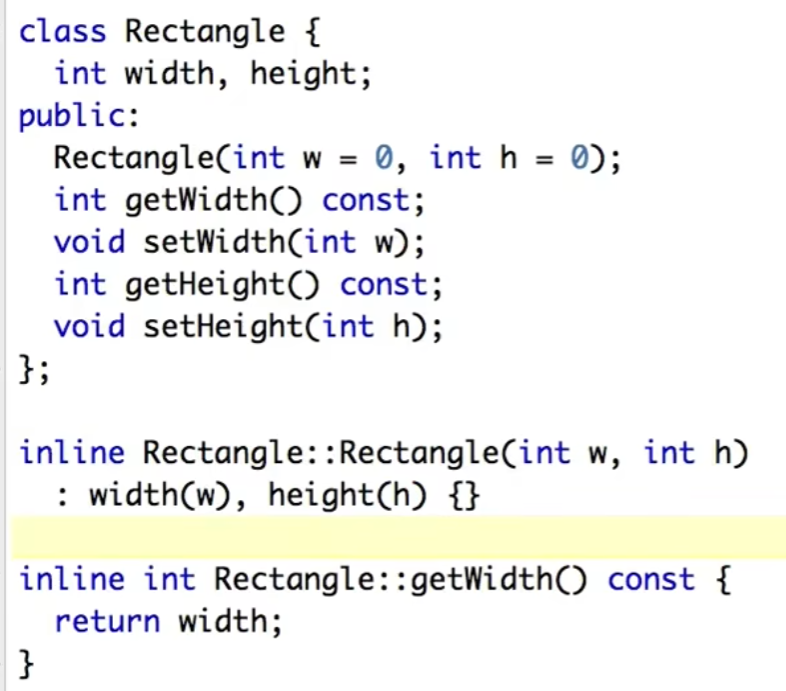 class Rectangle {
  int width, height;
public:
  Rectangle(int w = 0, int h = 0);
  int getWidth() const;
  void setWidth(int w);
  int getHeight() const;
  void setHeight(int h);
};

inline Rectangle::Rectangle(int w, int h)
  : width(w), height(h) {}

inline int Rectangle::getWidth() const {
  return width;
}